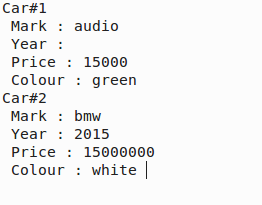 Car#1
Mark : audio
Year :
Price : 15000
Colour : green
Car#2
Mark : bmw
Year : 2015
Price : 15000000
Colour : white